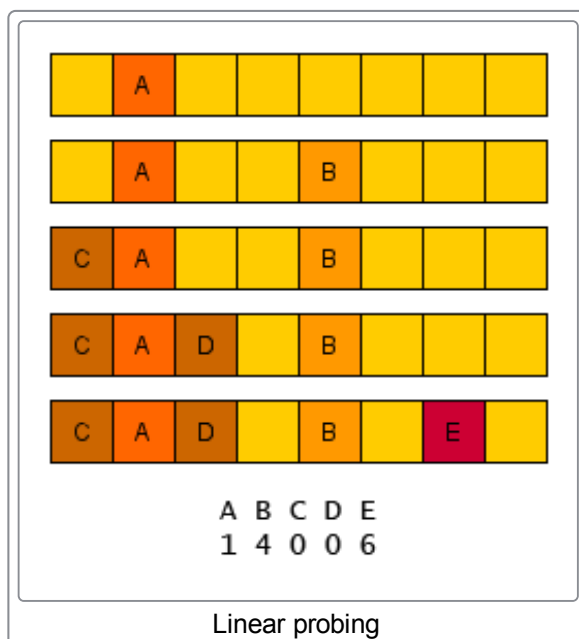 A
A B
C A B
C A D B
C A D B E
A B C D E
1 4 0 0 6
Linear probing